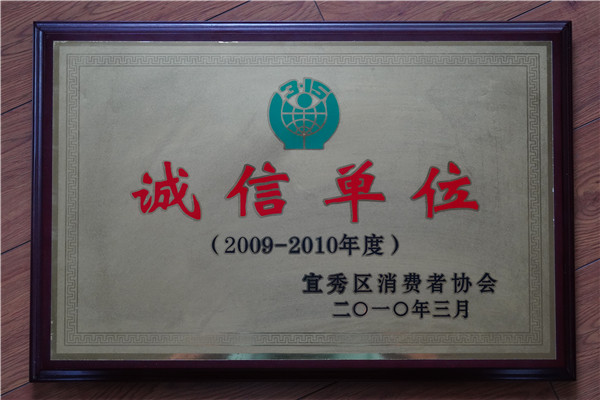 3·15
诚信单位
（2009-2010年度）
宜秀区消费者协会
二〇一〇年三月